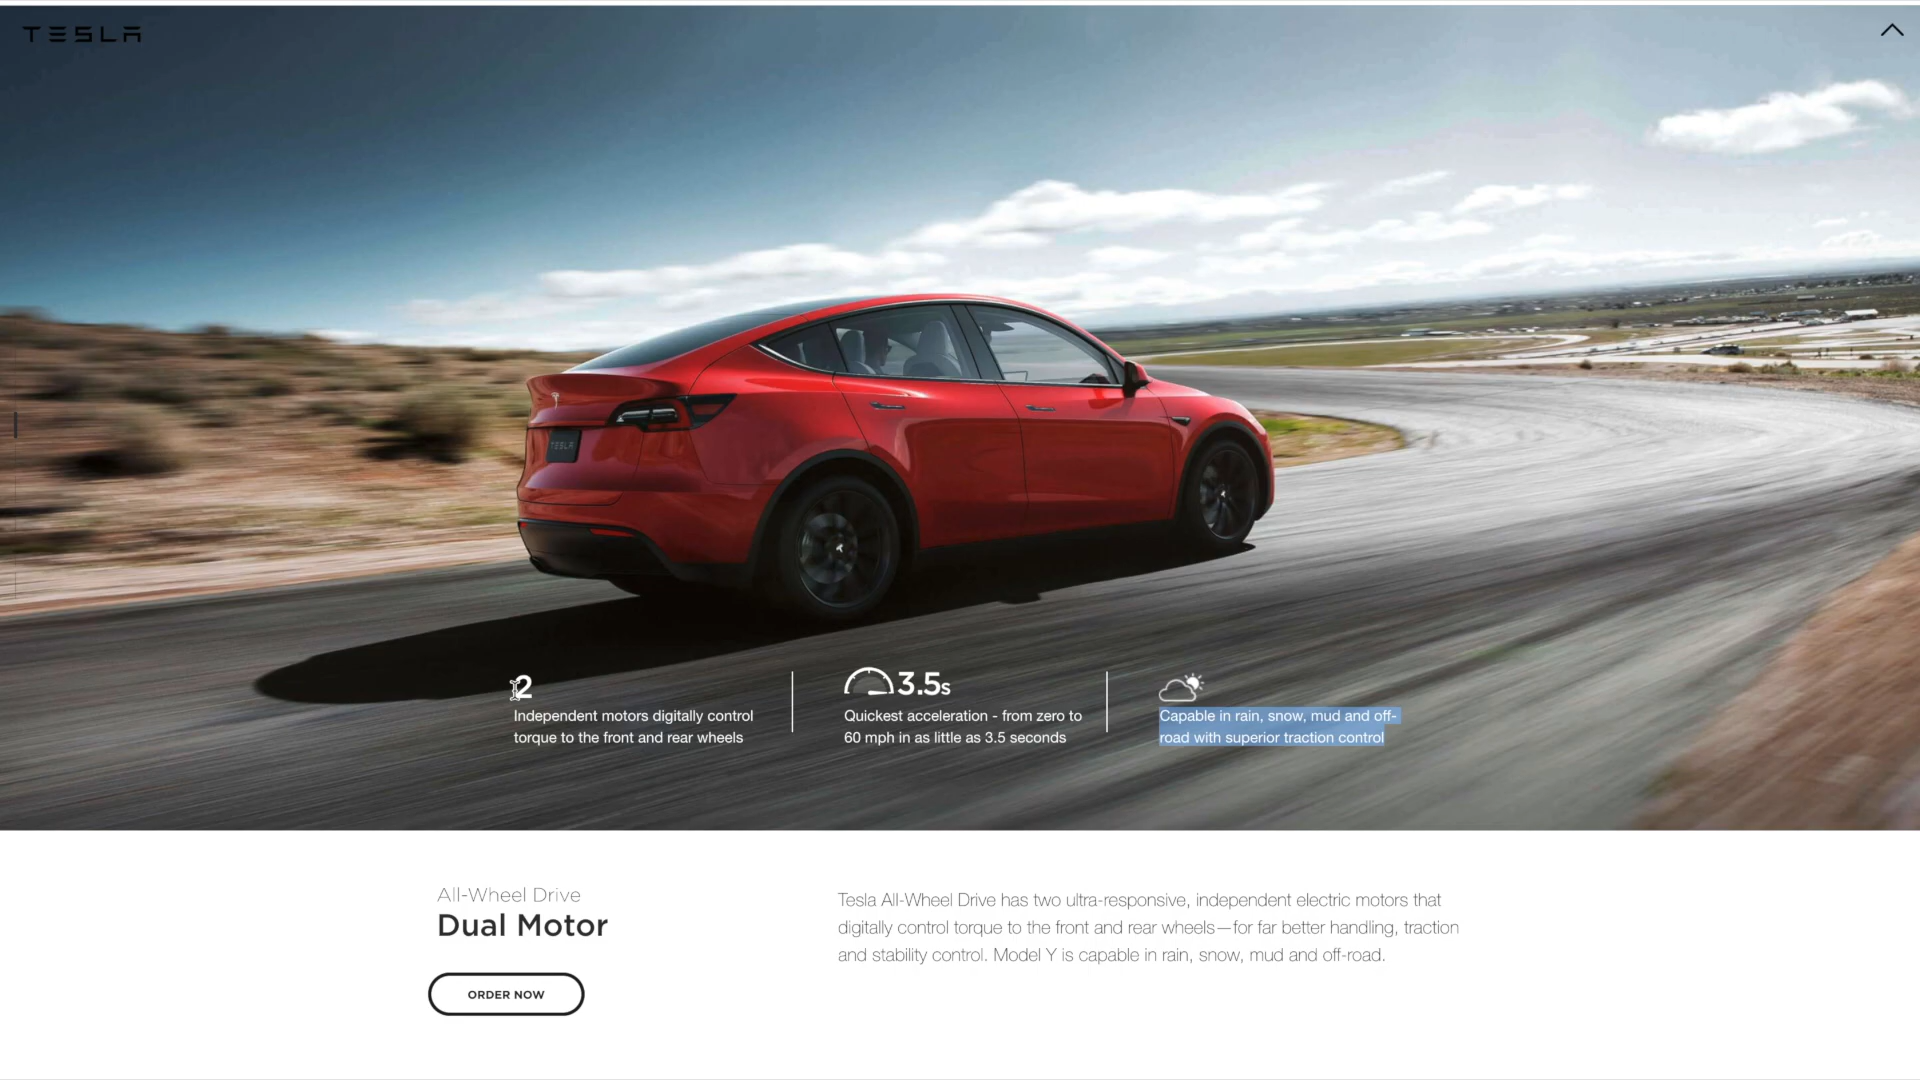 TESLA
TESLA
2
Independent motors digitally control
torque to the front and rear wheels
3.5s
Quickest acceleration - from zero to
60 mph in as little as 3.5 seconds
Capable in rain, snow, mud and off-
road with superior traction control
All-Wheel Drive
Dual Motor
ORDER NOW
Tesla All-Wheel Drive has two ultra-responsive, independent electric motors that
digitally control torque to the front and rear wheels—for far better handling, traction
and stability control. Model Y is capable in rain, snow, mud and off-road.